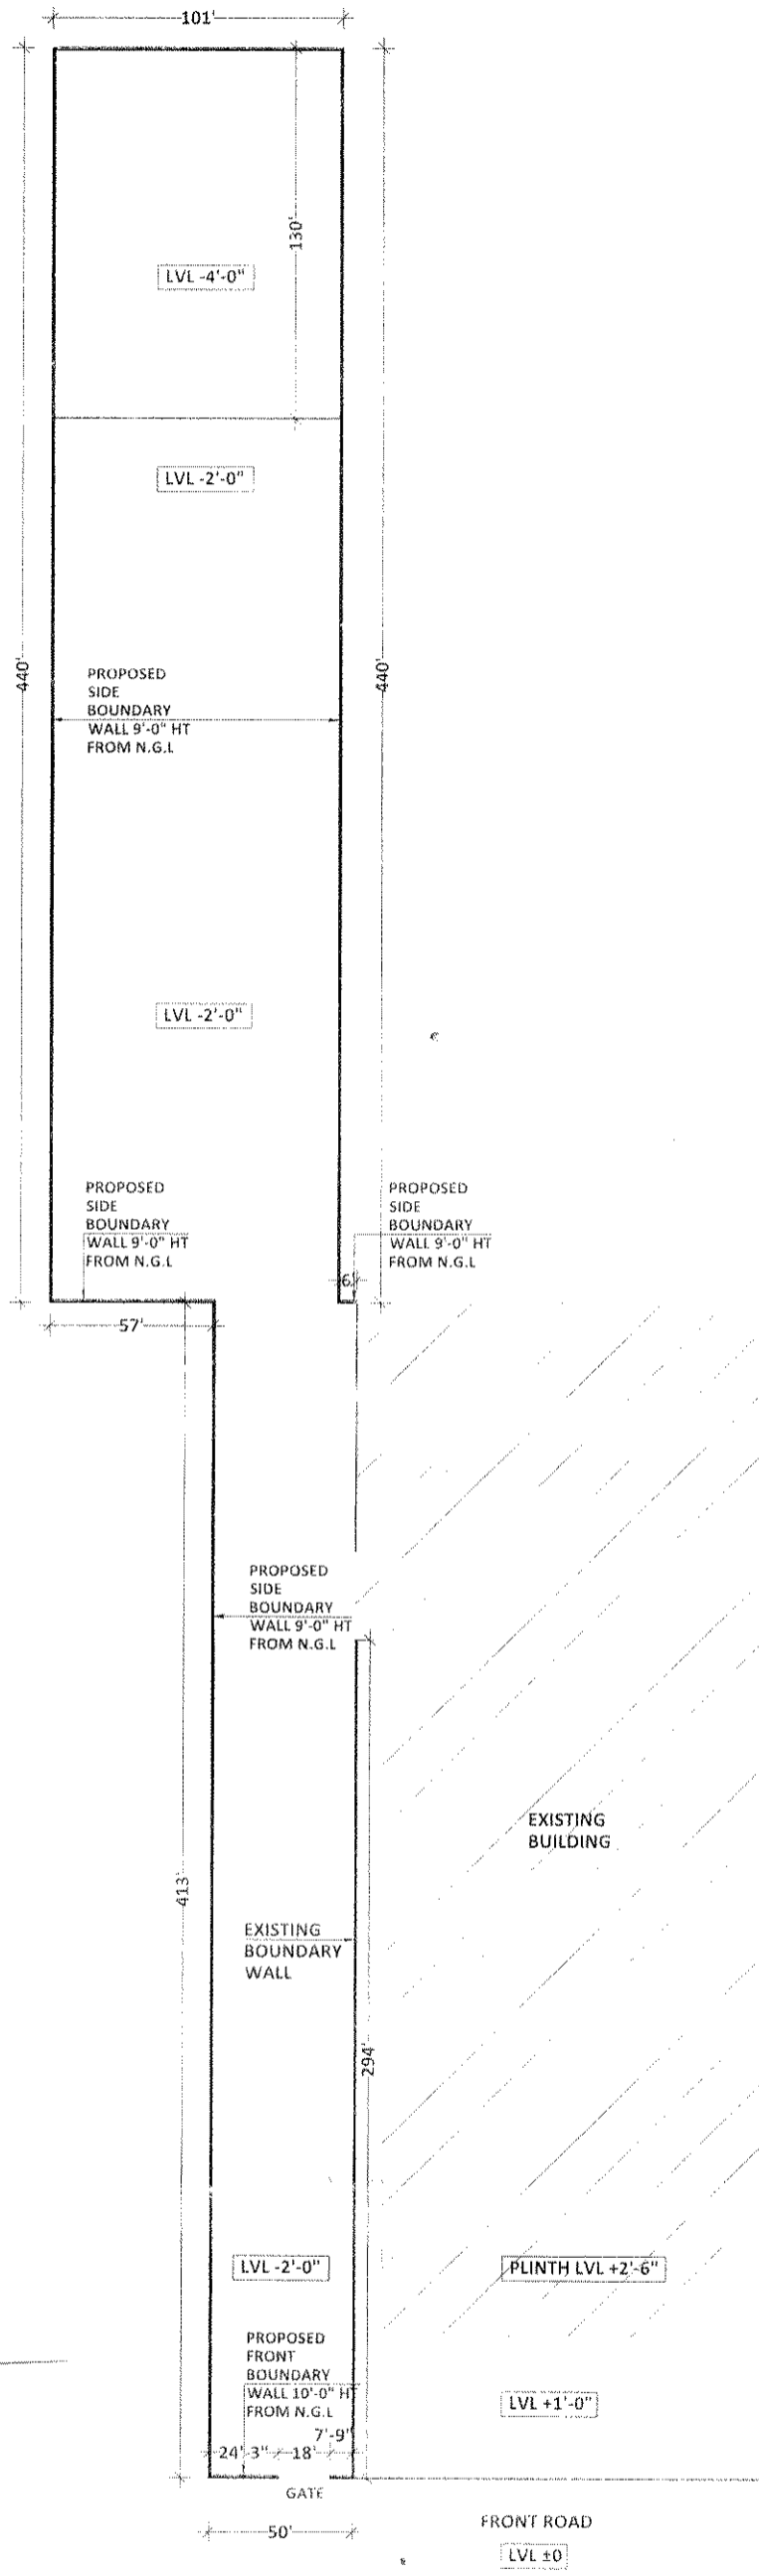 101'
130'
LVL -4'-0"
LVL -2'-0"
440'
440'
PROPOSED
SIDE
BOUNDARY
WALL 9'-0" HT
FROM N.G.L
LVL -2'-0"
PROPOSED
SIDE
BOUNDARY
WALL 9'-0" HT
FROM N.G.L
PROPOSED
SIDE
BOUNDARY
WALL 9'-0" HT
FROM N.G.L
6'
57'
PROPOSED
SIDE
BOUNDARY
WALL 9'-0" HT
FROM N.G.L
EXISTING
BUILDING
413'
EXISTING
BOUNDARY
WALL
294'
LVL -2'-0"
PLINTH LVL +2'-6"
PROPOSED
FRONT
BOUNDARY
WALL 10'-0" HT
FROM N.G.L
LVL +1'-0"
7'-9"
24'-3"
18'
GATE
50'
FRONT ROAD
LVL ±0